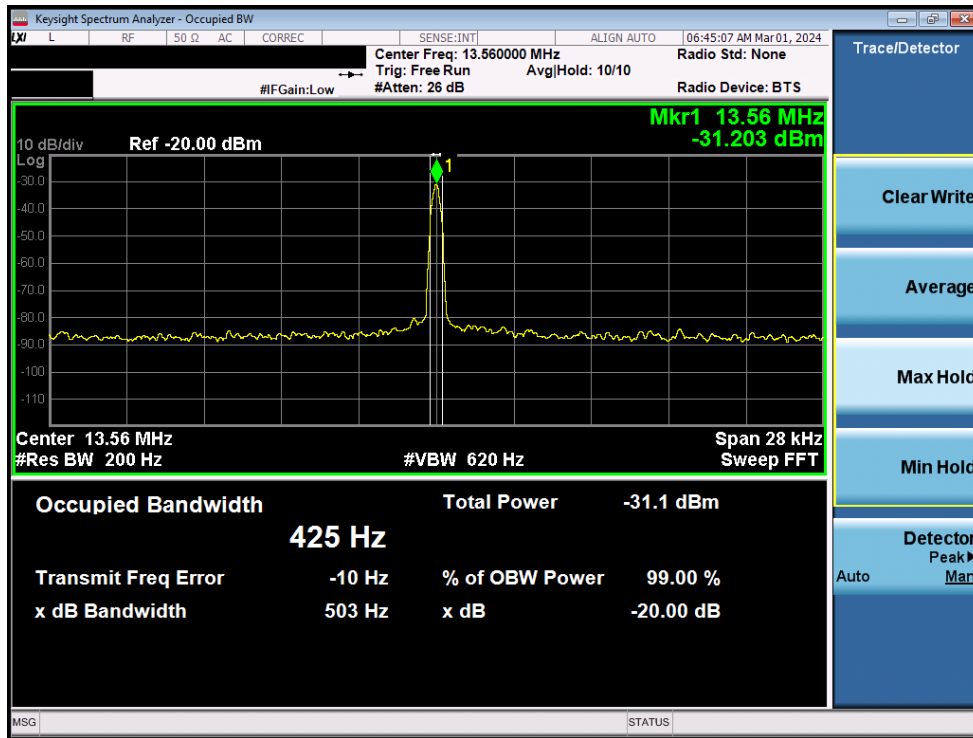 Keysight Spectrum Analyzer - Occupied BW
LXI L RF 50 Ω AC CORREC SENSE:INT ALIGN AUTO 06:45:07 AM Mar 01, 2024
Center Freq: 13.560000 MHz Radio Std: None
Trig: Free Run Avg|Hold: 10/10
#IFGain:Low #Atten: 26 dB Radio Device: BTS
Trace/Detector
Mkr1 13.56 MHz
-31.203 dBm
10 dB/div Ref -20.00 dBm
Log
1
-30.0
-40.0
-50.0
-60.0
-70.0
-80.0
-90.0
-100
-110
Center 13.56 MHz Span 28 kHz
#Res BW 200 Hz #VBW 620 Hz Sweep FFT
Occupied Bandwidth Total Power -31.1 dBm
425 Hz
Transmit Freq Error -10 Hz % of OBW Power 99.00 %
x dB Bandwidth 503 Hz x dB -20.00 dB
Clear Write
Average
Max Hold
Min Hold
Detector
Peak▶
Auto Man
MSG STATUS